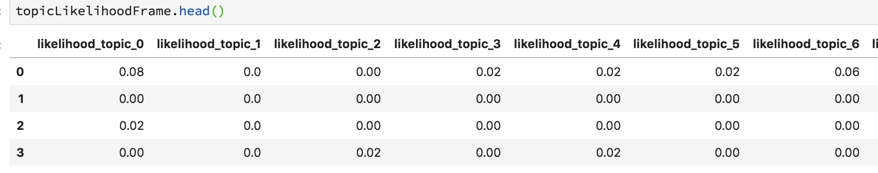 topicLikelihoodFrame.head()
likelihood_topic_0 likelihood_topic_1 likelihood_topic_2 likelihood_topic_3 likelihood_topic_4 likelihood_topic_5 likelihood_topic_6
0 0.08 0.0 0.00 0.02 0.02 0.02 0.06
1 0.00 0.0 0.00 0.00 0.00 0.00 0.00
2 0.02 0.0 0.00 0.00 0.00 0.00 0.00
3 0.00 0.0 0.02 0.00 0.02 0.00 0.00